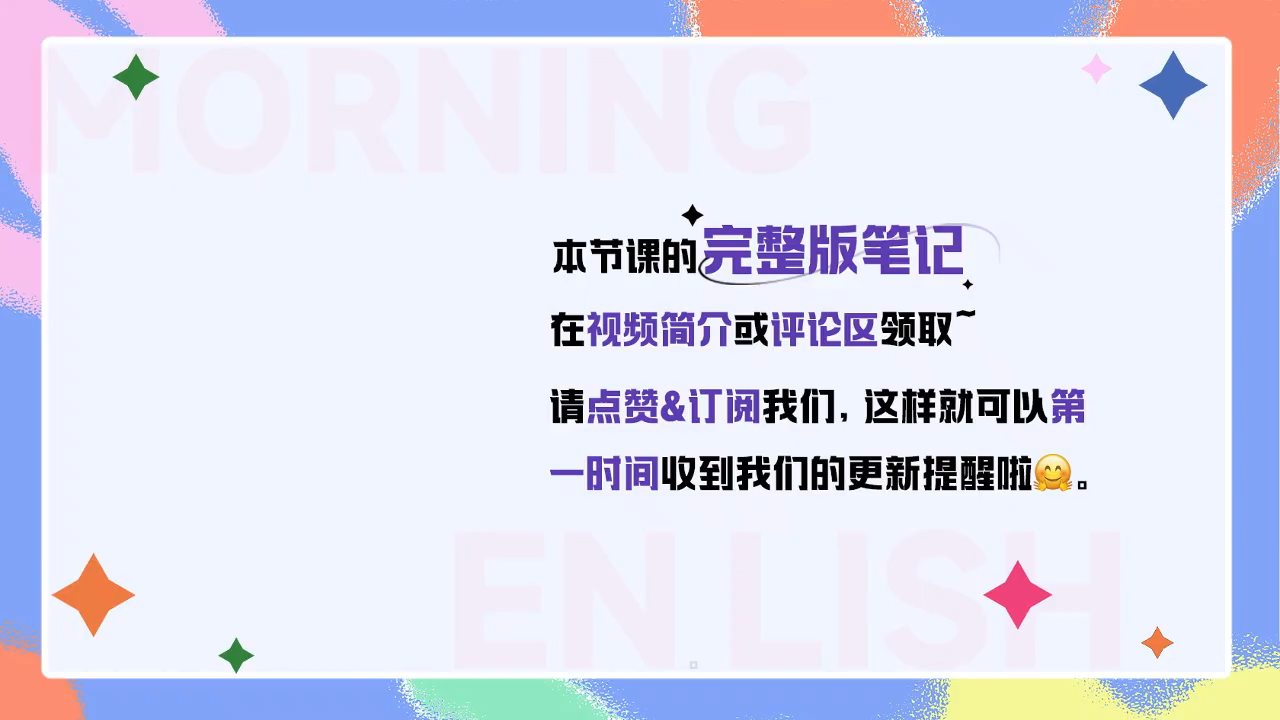 MORNING
本节课的完整版笔记
在视频简介或评论区领取~
请点赞&订阅我们，这样就可以第
一时间收到我们的更新提醒啦🤗。
EN LISH